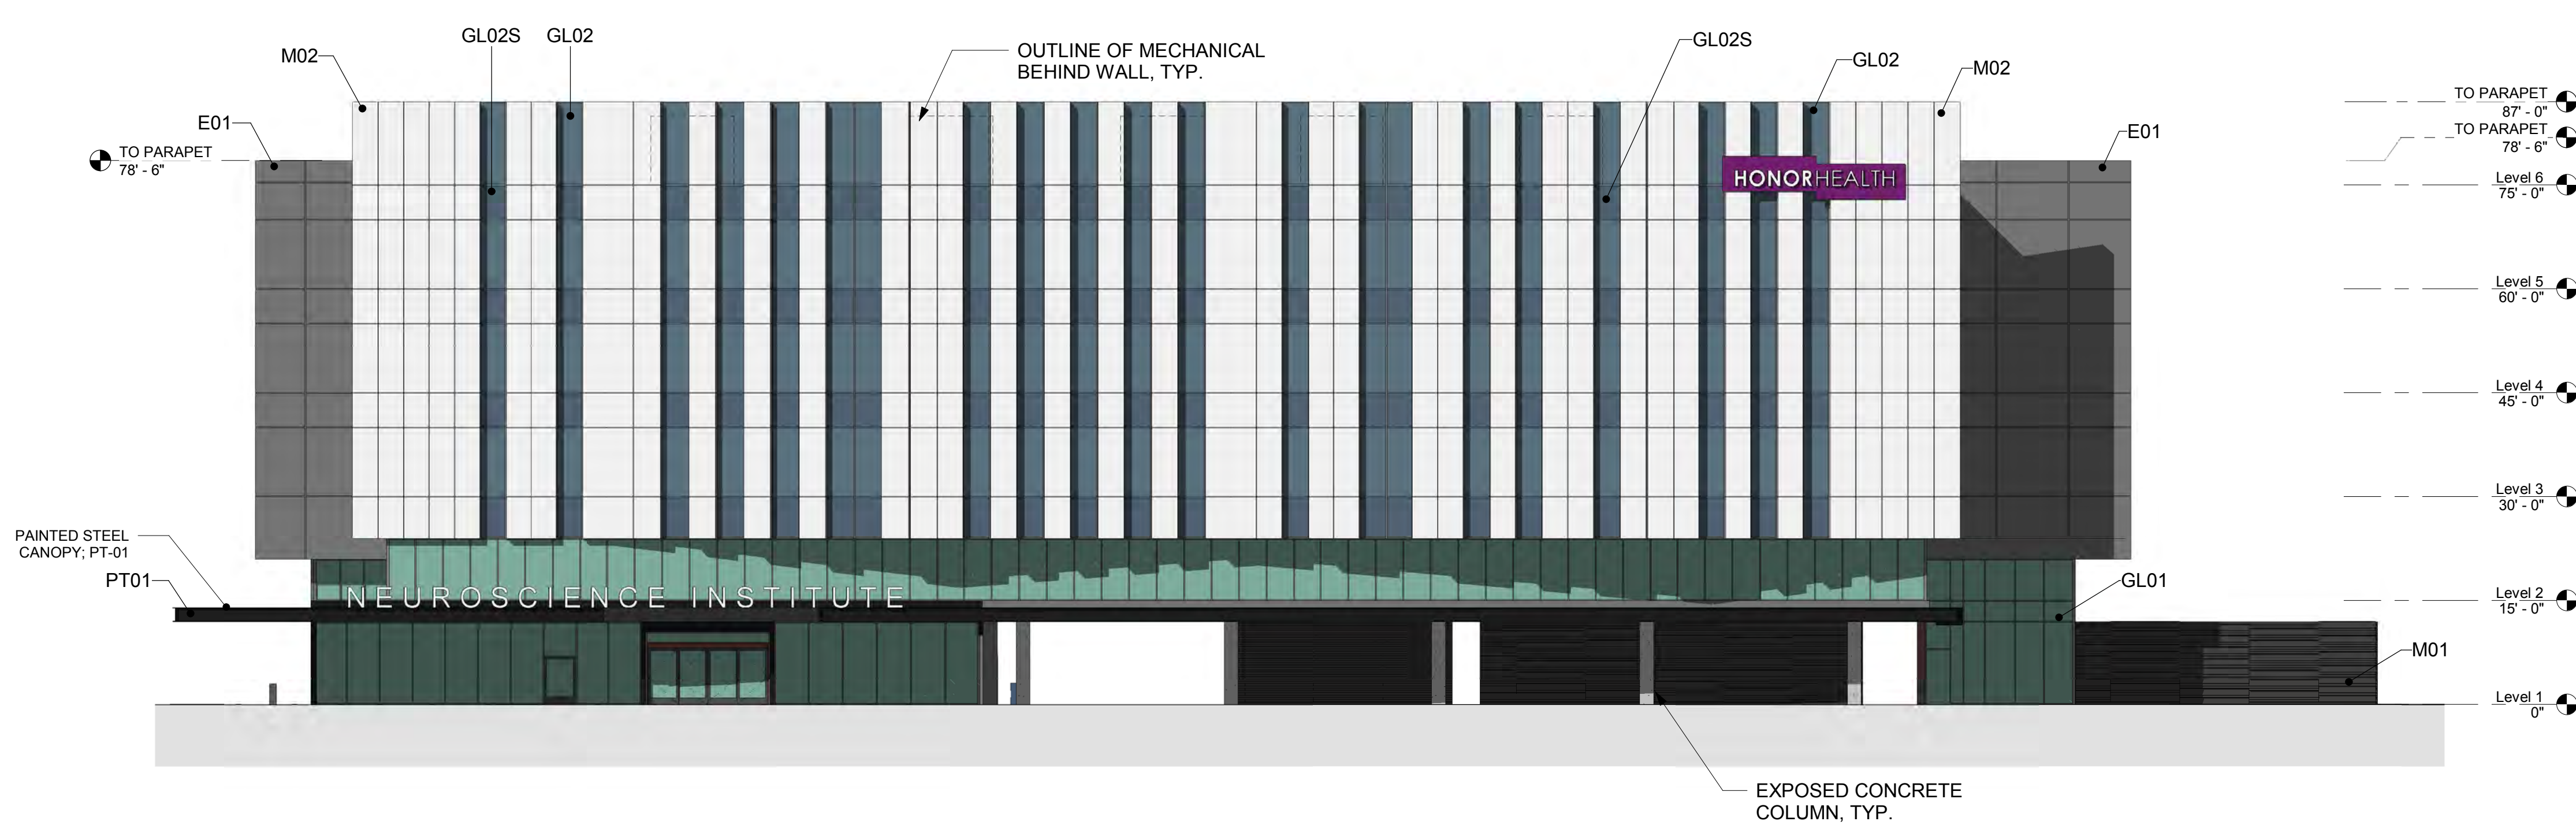 GL02S
GL02
M02
OUTLINE OF MECHANICAL
BEHIND WALL, TYP.
GL02S
GL02
M02
E01
TO PARAPET
78' - 6"
E01
TO PARAPET
87' - 0"
TO PARAPET
78' - 6"
HONORHEALTH
Level 6
75' - 0"
Level 5
60' - 0"
Level 4
45' - 0"
Level 3
30' - 0"
PAINTED STEEL
CANOPY; PT-01
PT01
NEUROSCIENCE INSTITUTE
GL01
Level 2
15' - 0"
M01
Level 1
0"
EXPOSED CONCRETE
COLUMN, TYP.